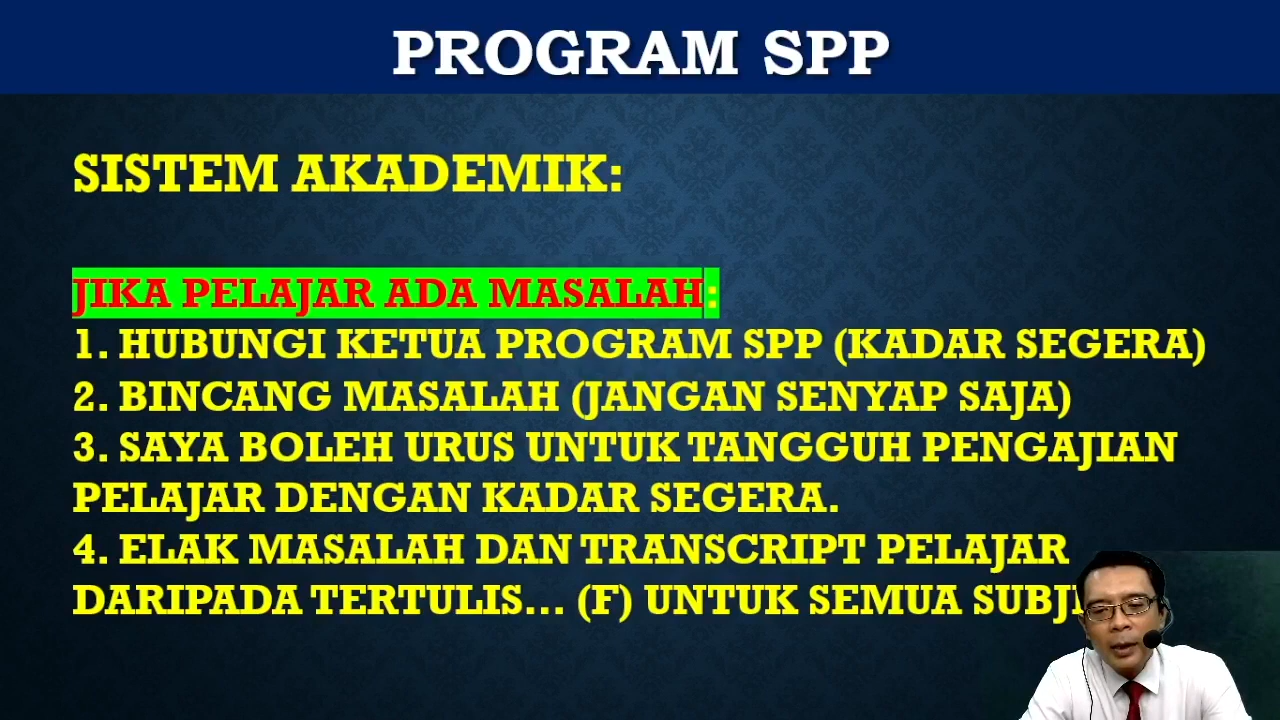 PROGRAM SPP
SISTEM AKADEMIK:
JIKA PELAJAR ADA MASALAH:
1. HUBUNGI KETUA PROGRAM SPP (KADAR SEGERA)
2. BINCANG MASALAH (JANGAN SENYAP SAJA)
3. SAYA BOLEH URUS UNTUK TANGGUH PENGAJIAN
PELAJAR DENGAN KADAR SEGERA.
4. ELAK MASALAH DAN TRANSCRIPT PELAJAR
DARIPADA TERTULIS... (F) UNTUK SEMUA